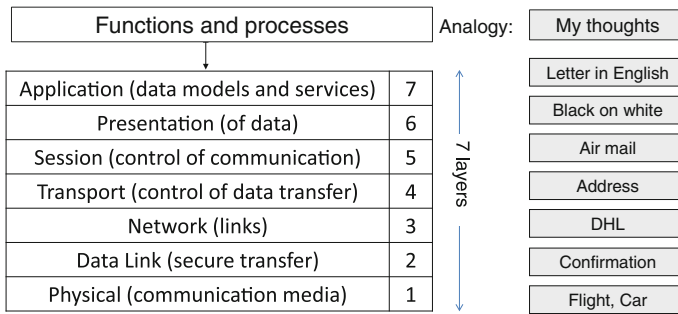 Functions and processes
Analogy:
My thoughts
Application (data models and services) 7
Letter in English
Presentation (of data) 6
Black on white
Session (control of communication) 5
Air mail
Transport (control of data transfer) 4
Address
Network (links) 3
DHL
Data Link (secure transfer) 2
Confirmation
Physical (communication media) 1
Flight, Car
7 layers